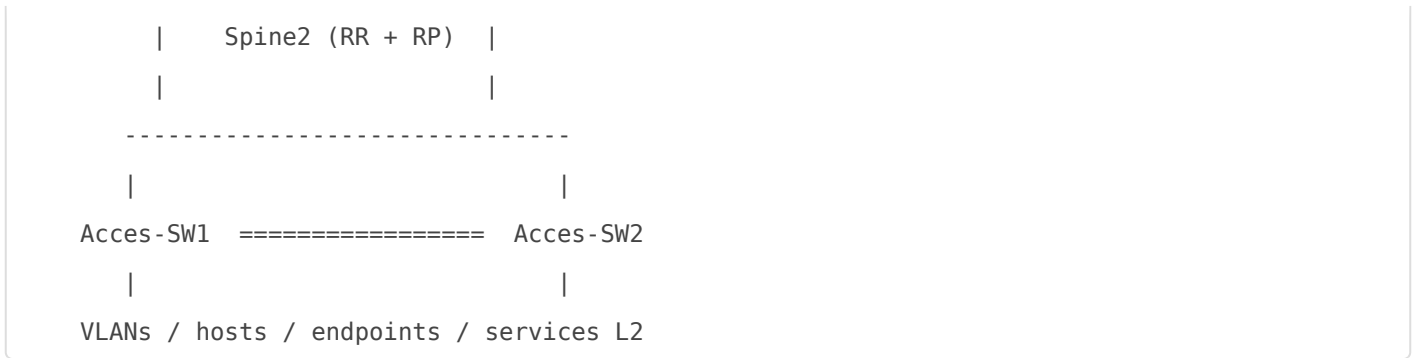 |    Spine2 (RR + RP)  |
|                      |
-------------------------------
|                             |
Acces-SW1  =================  Acces-SW2
|                             |
VLANs / hosts / endpoints / services L2